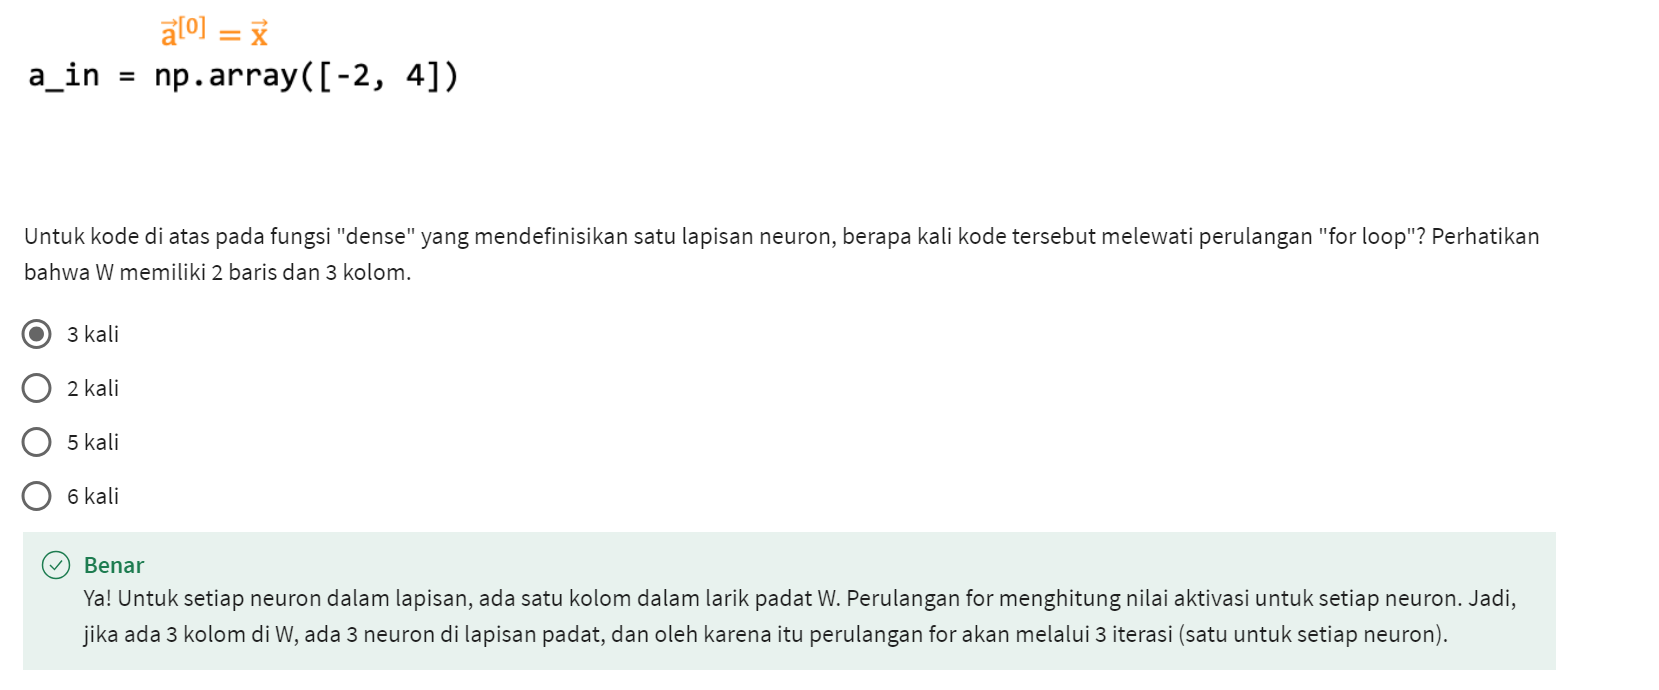 a⃗[0] = x⃗
a_in = np.array([-2, 4])
Untuk kode di atas pada fungsi "dense" yang mendefinisikan satu lapisan neuron, berapa kali kode tersebut melewati perulangan "for loop"? Perhatikan
bahwa W memiliki 2 baris dan 3 kolom.
3 kali
2 kali
5 kali
6 kali
Benar
Ya! Untuk setiap neuron dalam lapisan, ada satu kolom dalam larik padat W. Perulangan for menghitung nilai aktivasi untuk setiap neuron. Jadi,
jika ada 3 kolom di W, ada 3 neuron di lapisan padat, dan oleh karena itu perulangan for akan melalui 3 iterasi (satu untuk setiap neuron).